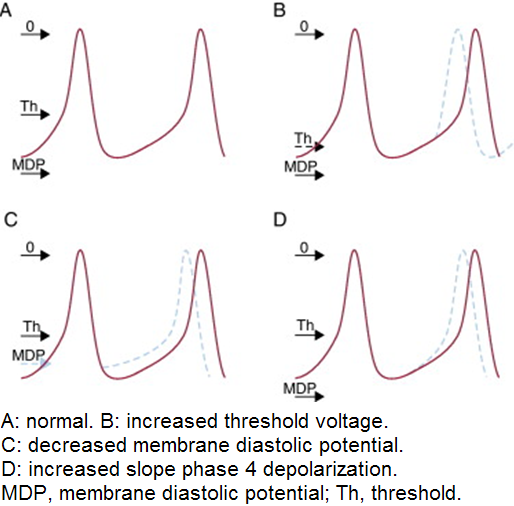 A
B
0
0
Th
Th
MDP
MDP
C
D
0
0
Th
Th
MDP
MDP
A: normal. B: increased threshold voltage.
C: decreased membrane diastolic potential.
D: increased slope phase 4 depolarization.
MDP, membrane diastolic potential; Th, threshold.